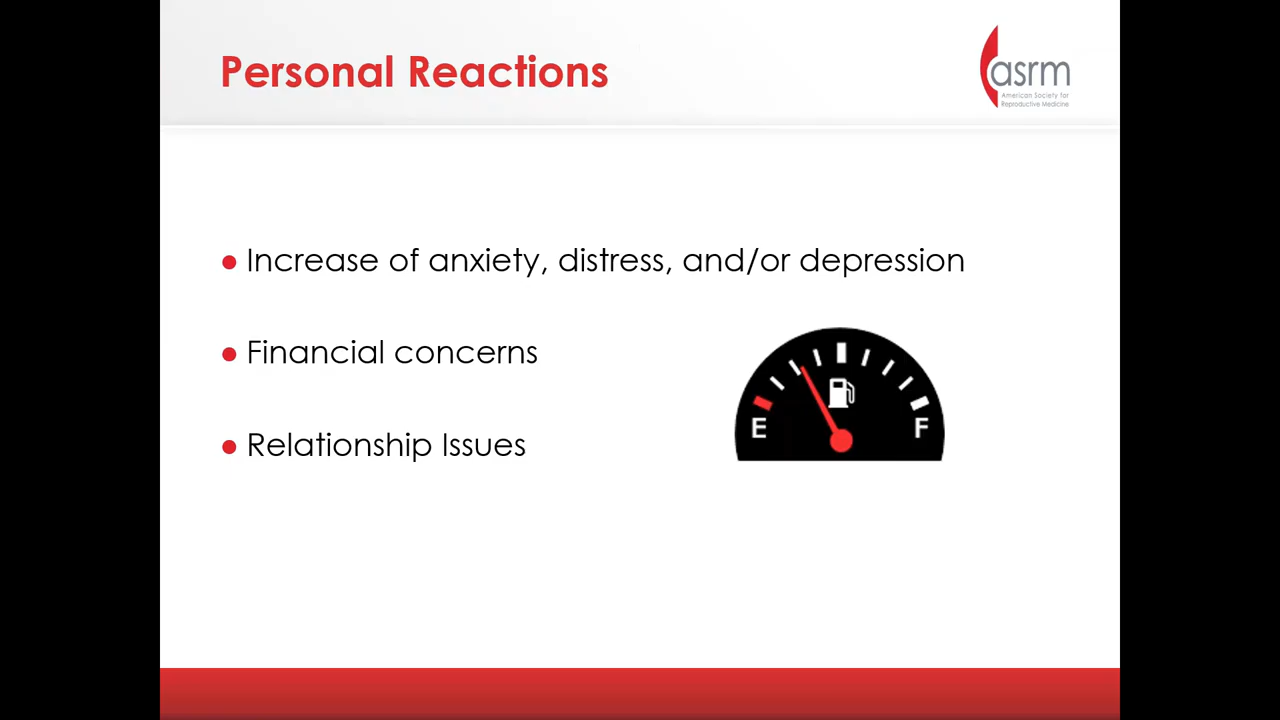 Personal Reactions
asrm
American Society for
Reproductive Medicine
● Increase of anxiety, distress, and/or depression
● Financial concerns
● Relationship Issues
E F